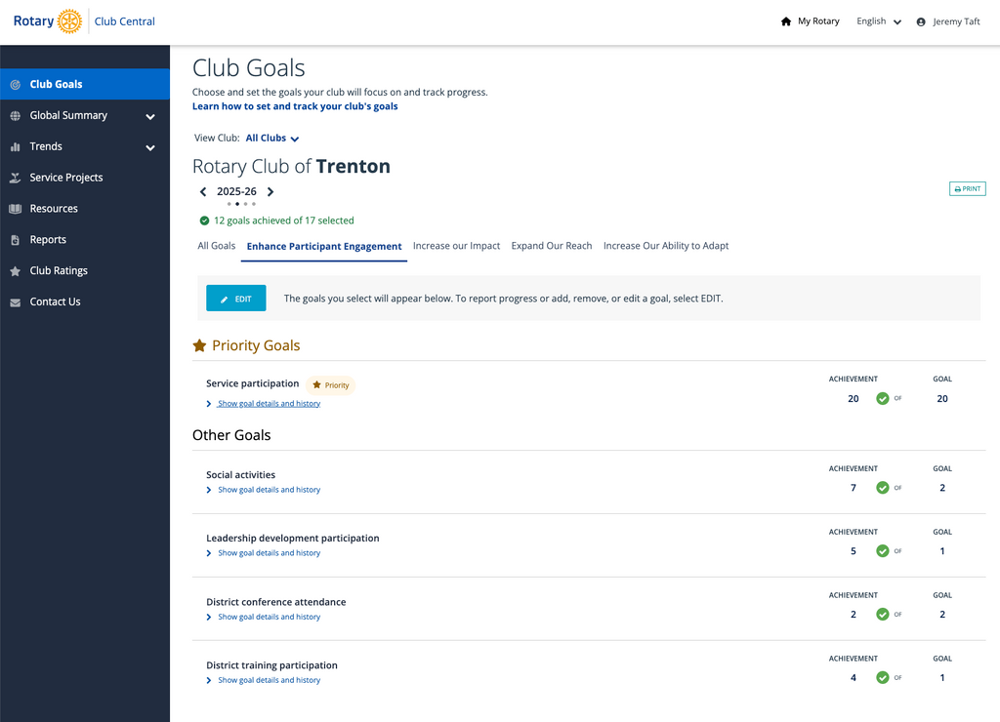 Rotary Club Central
My Rotary English Jeremy Taft
Club Goals
Global Summary
Trends
Service Projects
Resources
Reports
Club Ratings
Contact Us
Club Goals
Choose and set the goals your club will focus on and track progress.
Learn how to set and track your club's goals
View Club: All Clubs
Rotary Club of Trenton
2025-26
PRINT
12 goals achieved of 17 selected
All Goals Enhance Participant Engagement Increase our Impact Expand Our Reach Increase Our Ability to Adapt
EDIT The goals you select will appear below. To report progress or add, remove, or edit a goal, select EDIT.
Priority Goals
Service participation Priority
Show goal details and history
ACHIEVEMENT GOAL
20 OF 20
Other Goals
Social activities
Show goal details and history
ACHIEVEMENT GOAL
7 OF 2
Leadership development participation
Show goal details and history
ACHIEVEMENT GOAL
5 OF 1
District conference attendance
Show goal details and history
ACHIEVEMENT GOAL
2 OF 2
District training participation
Show goal details and history
ACHIEVEMENT GOAL
4 OF 1